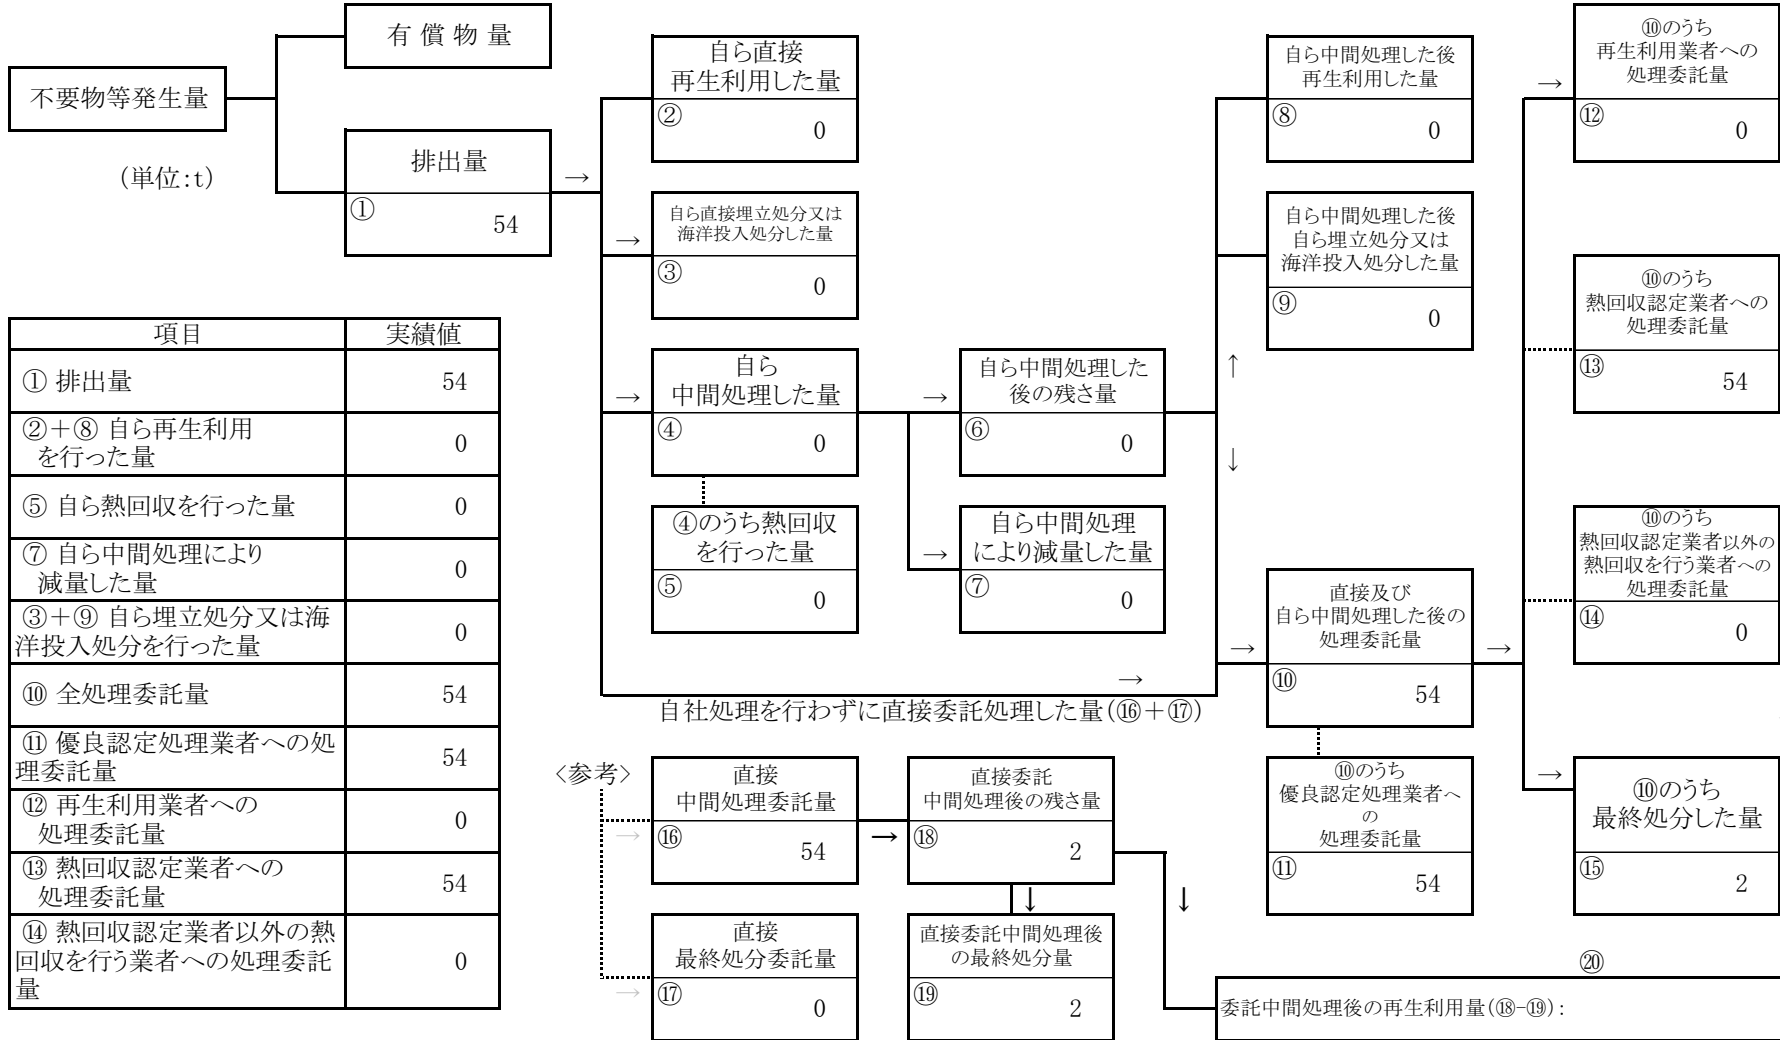 有 償 物 量
不要物等発生量
(単位:t)
排出量
①
54
→
自ら直接
再生利用した量
②
0
→
自ら直接埋立処分又は
海洋投入処分した量
③
0
→
自ら
中間処理した量
④
0
④のうち熱回収
を行った量
⑤
0
→
自ら中間処理した
後の残さ量
⑥
0
→
自ら中間処理
により減量した量
⑦
0
自ら中間処理した後
再生利用した量
⑧
0
自ら中間処理した後
自ら埋立処分又は
海洋投入処分した量
⑨
0
↑
↓
→
自社処理を行わずに直接委託処理した量(⑯+⑰)
→
直接及び
自ら中間処理した後の
処理委託量
⑩
54
⑩のうち
優良認定処理業者へ
の
処理委託量
⑪
54
→
→
⑩のうち
再生利用業者への
処理委託量
⑫
0
⑩のうち
熱回収認定業者への
処理委託量
⑬
54
⑩のうち
熱回収認定業者以外の
熱回収を行う業者への
処理委託量
⑭
0
→
⑩のうち
最終処分した量
⑮
2
項目 実績値
① 排出量 54
②+⑧ 自ら再生利用
を行った量 0
⑤ 自ら熱回収を行った量 0
⑦ 自ら中間処理により
減量した量 0
③+⑨ 自ら埋立処分又は海
洋投入処分を行った量 0
⑩ 全処理委託量 54
⑪ 優良認定処理業者への処
理委託量 54
⑫ 再生利用業者への
処理委託量 0
⑬ 熱回収認定業者への
処理委託量 54
⑭ 熱回収認定業者以外の熱
回収を行う業者への処理委託
量 0
〈参考〉
→
直接
中間処理委託量
⑯
54
→
直接委託
中間処理後の残さ量
⑱
2
→
直接
最終処分委託量
⑰
0
↓
直接委託中間処理後
の最終処分量
⑲
2
↓
⑳
委託中間処理後の再生利用量(⑱-⑲):